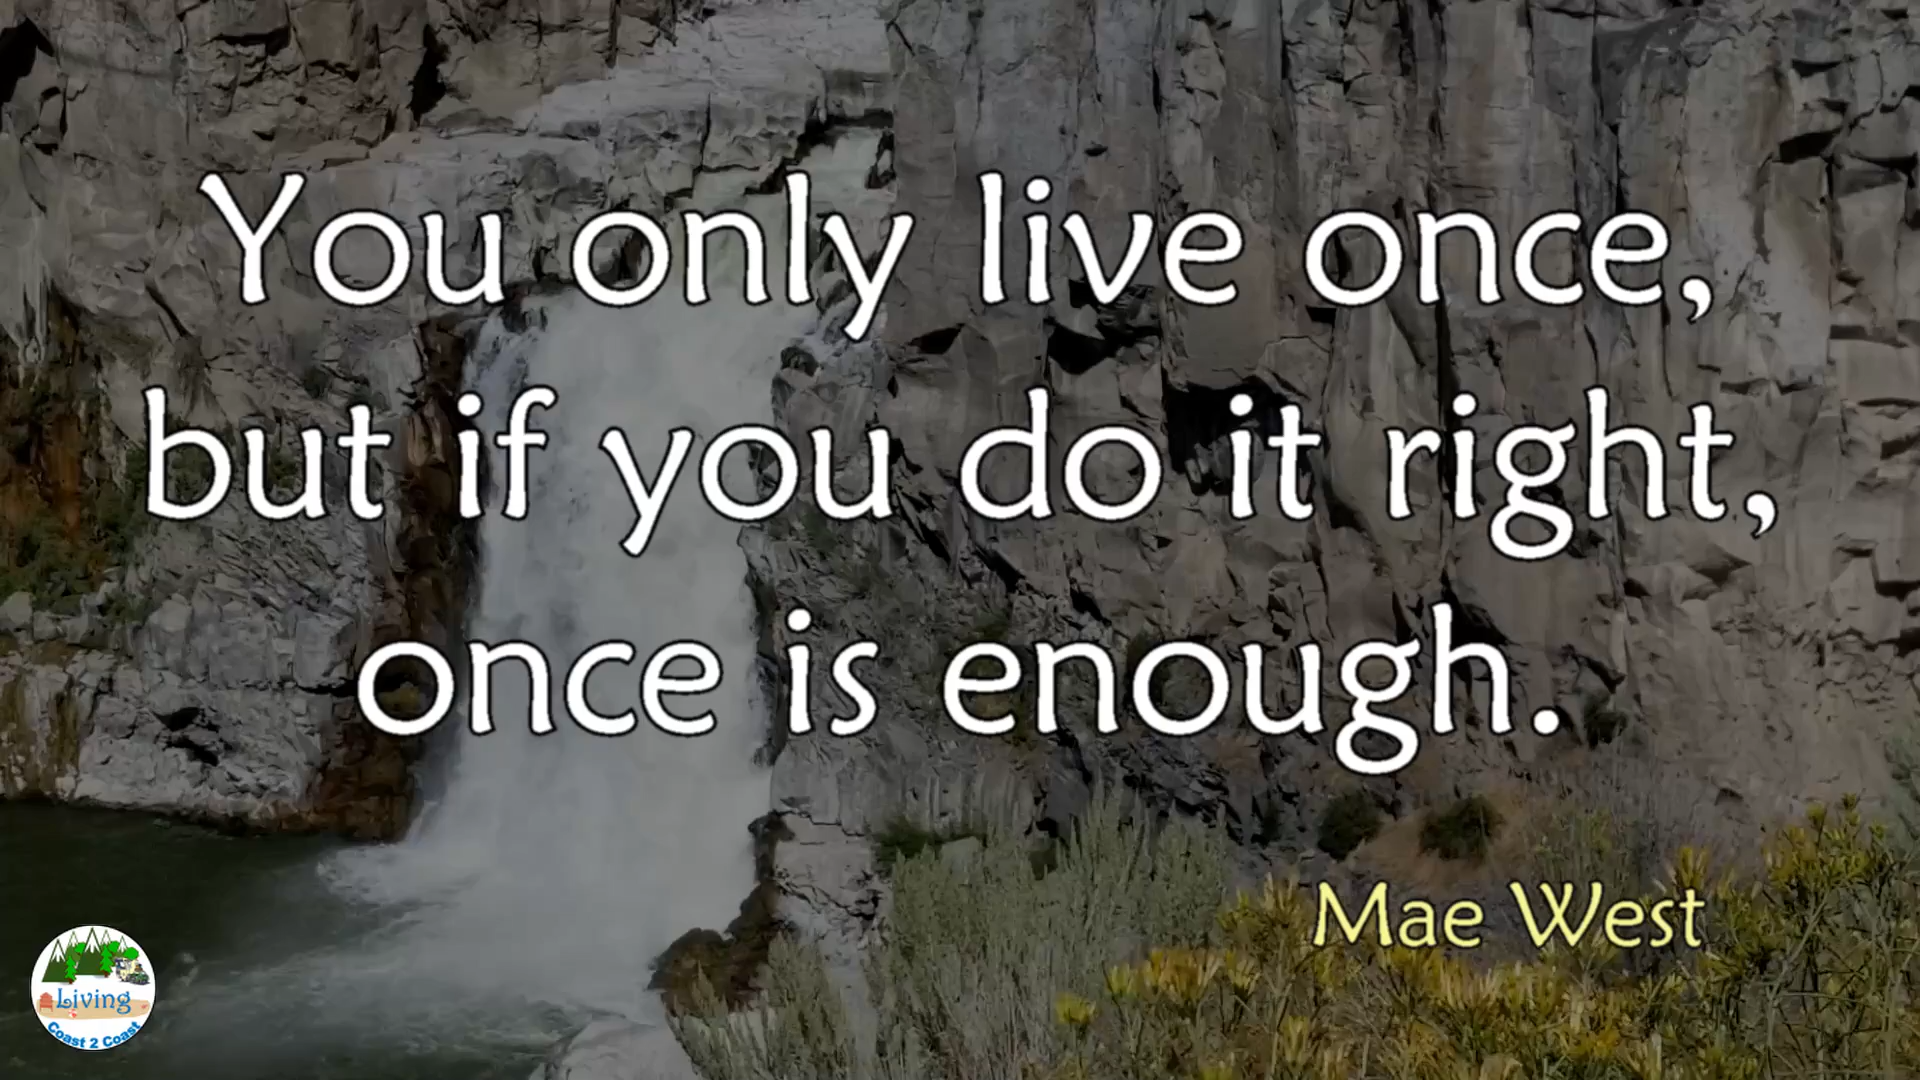 You only live once,
but if you do it right,
once is enough.
Mae West
Living
Coast 2 Coast